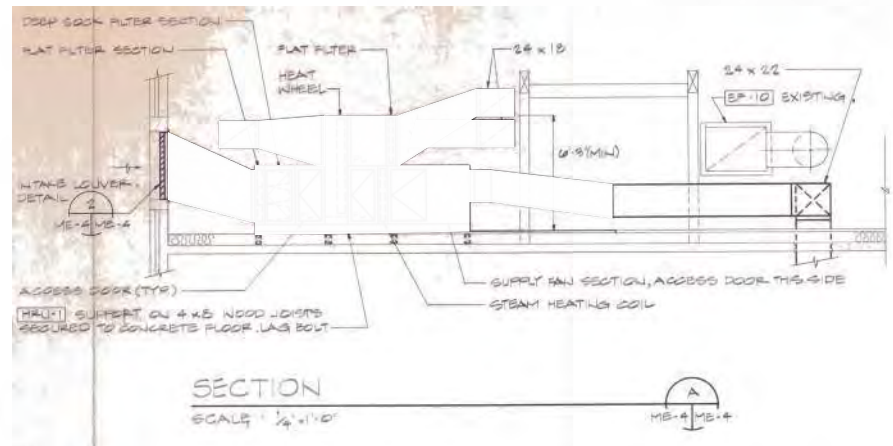 DEEP SOCK FILTER SECTION
FLAT FILTER SECTION
FLAT FILTER
HEAT
WHEEL
24 x 18
24 x 22
EF-10 EXISTING
6'-3"(MIN)
INTAKE LOUVER,
DETAIL
2
ME-4 ME-4
ACCESS DOOR (TYP)
HRU-1 SUPPORT ON 4 x 8 WOOD JOISTS
SECURED TO CONCRETE FLOOR. LAG BOLT
SUPPLY FAN SECTION, ACCESS DOOR THIS SIDE
STEAM HEATING COIL
SECTION
SCALE : 1/4"=1'-0"
A
ME-4 ME-4